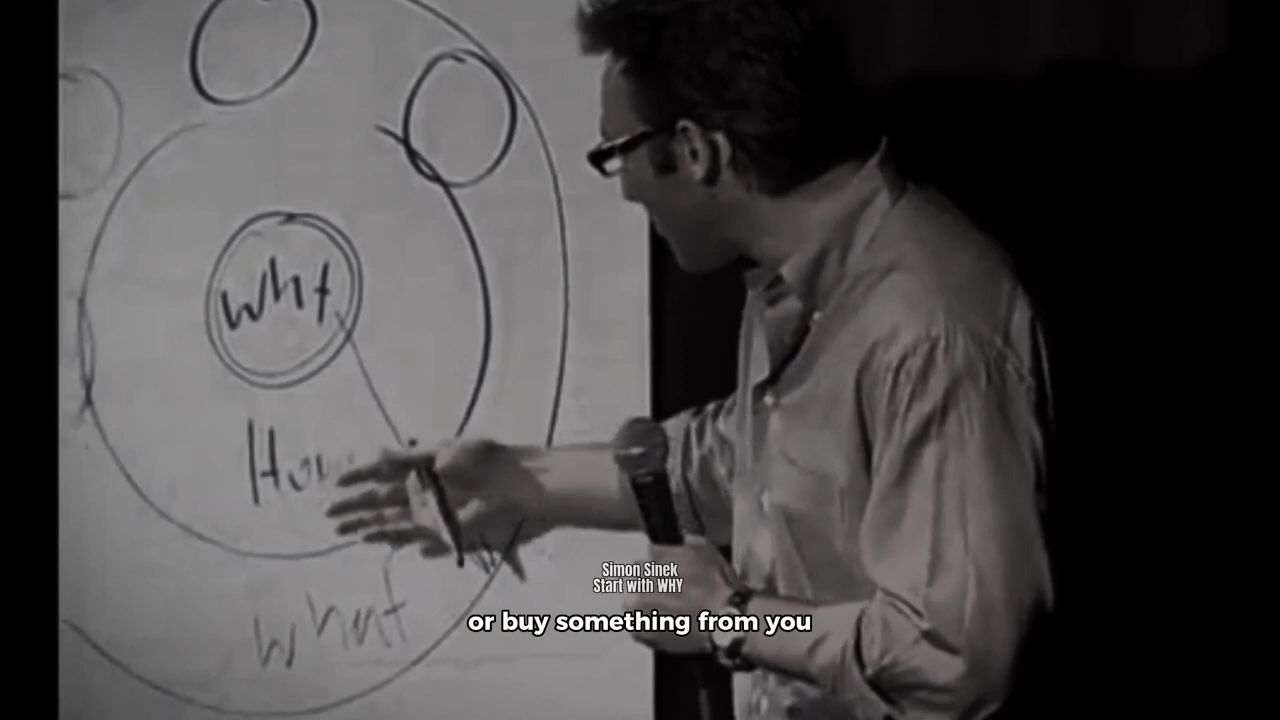 Why
How
What
Simon Sinek
Start with WHY
or buy something from you